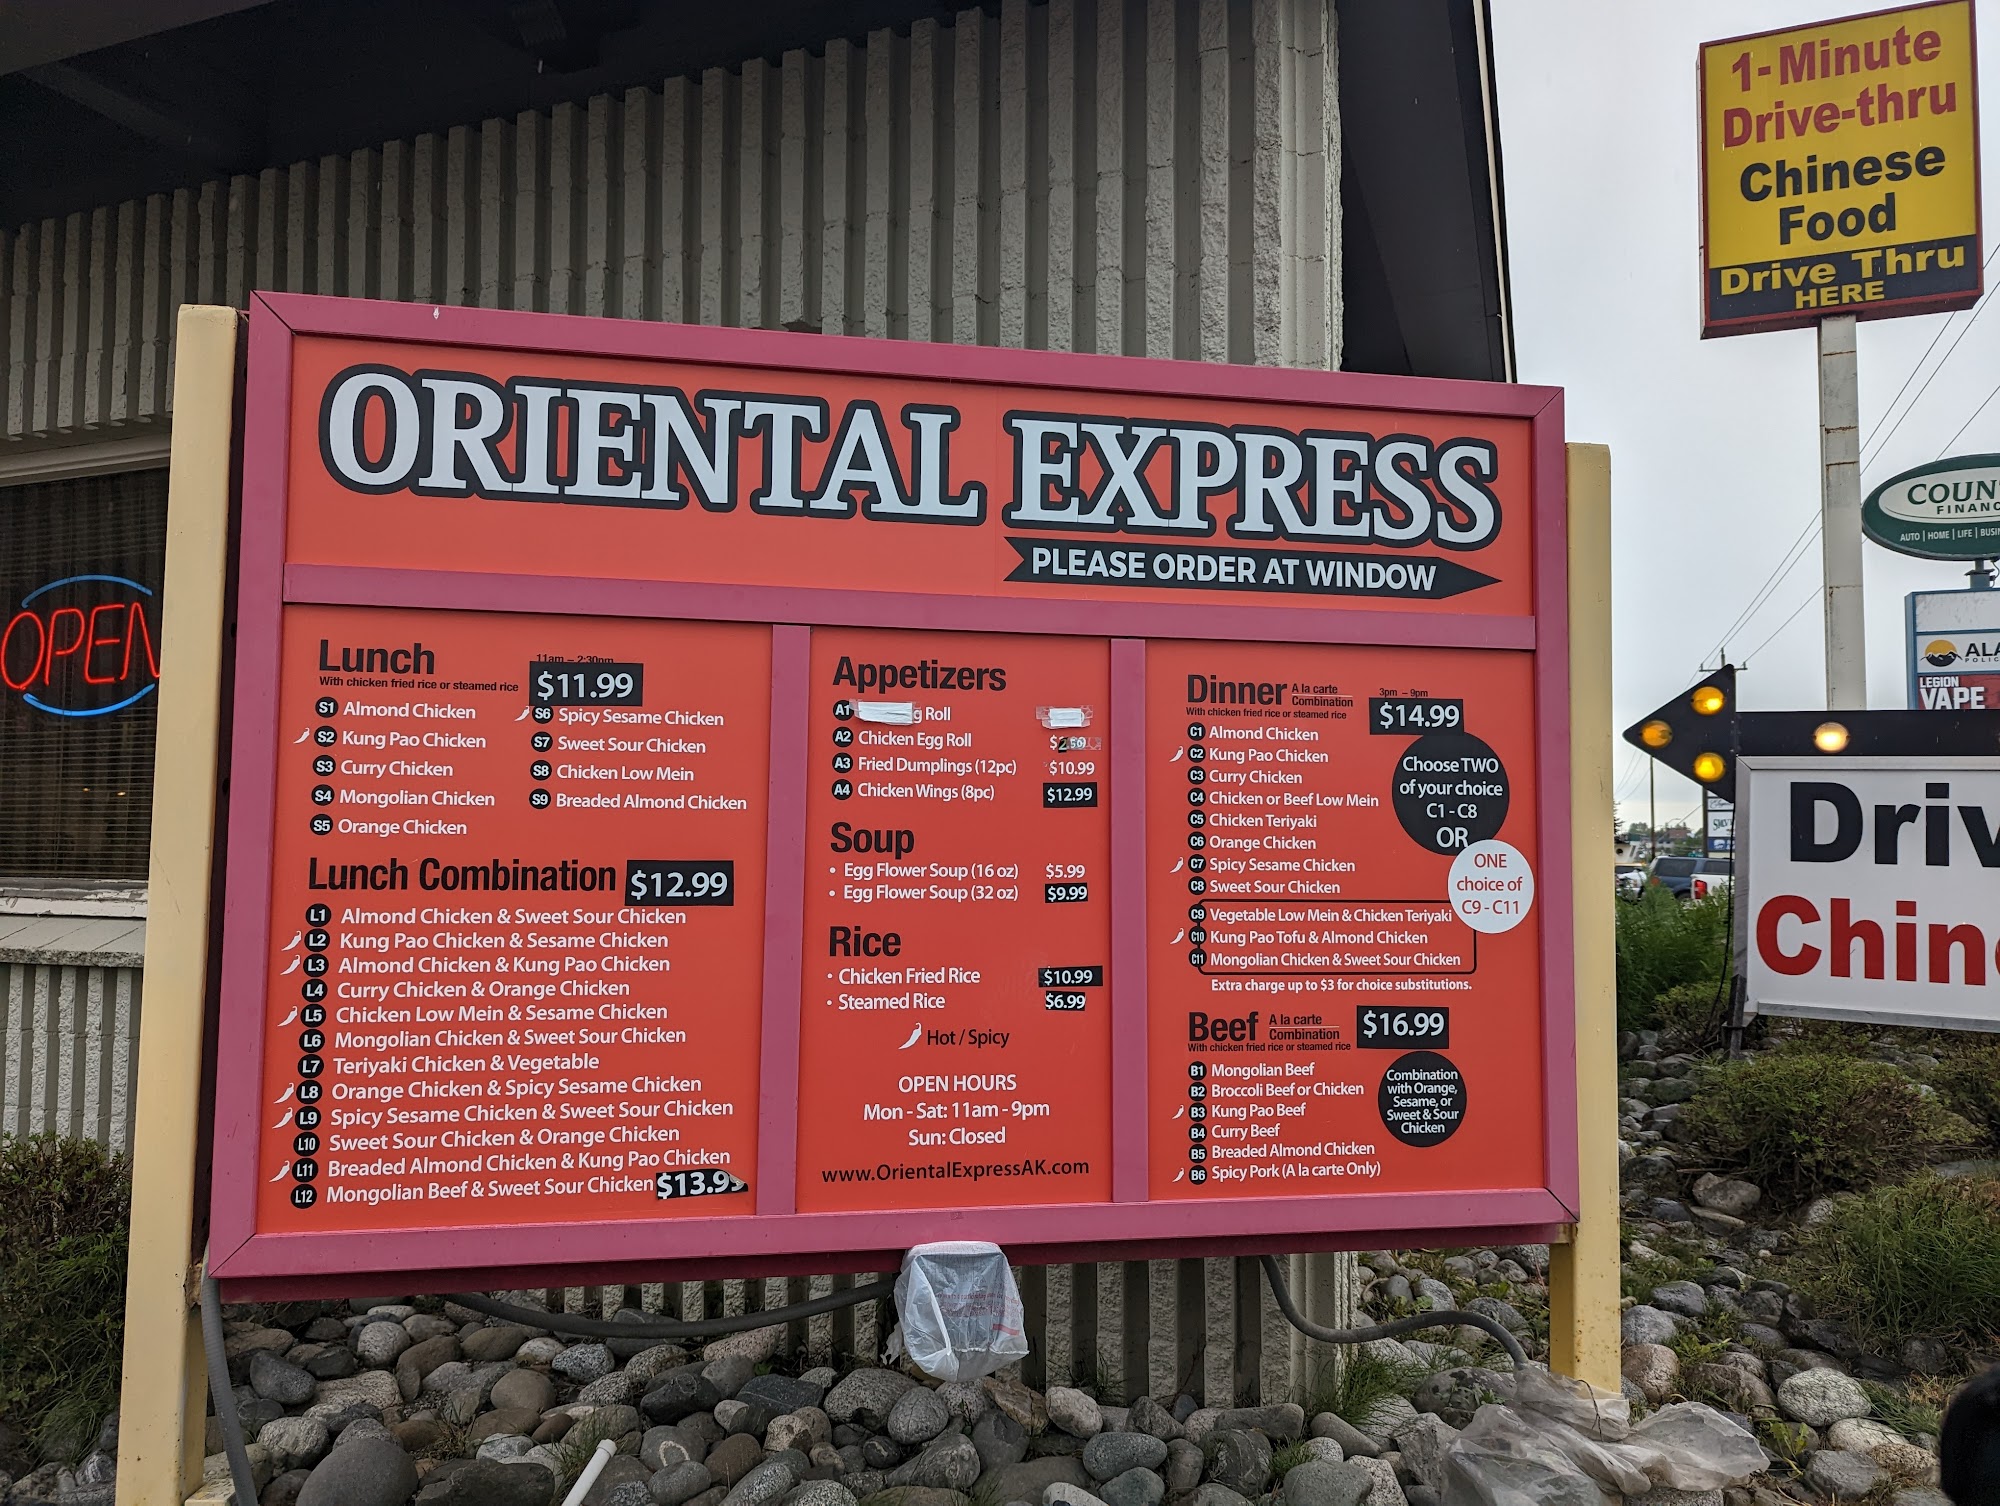 1-Minute
Drive-thru
Chinese
Food
Drive Thru
HERE
ORIENTAL EXPRESS
PLEASE ORDER AT WINDOW
OPEN
Lunch
11am – 2:30pm
With chicken fried rice or steamed rice
$11.99
S1 Almond Chicken
S2 Kung Pao Chicken
S3 Curry Chicken
S4 Mongolian Chicken
S5 Orange Chicken
S6 Spicy Sesame Chicken
S7 Sweet Sour Chicken
S8 Chicken Low Mein
S9 Breaded Almond Chicken
Lunch Combination $12.99
L1 Almond Chicken & Sweet Sour Chicken
L2 Kung Pao Chicken & Sesame Chicken
L3 Almond Chicken & Kung Pao Chicken
L4 Curry Chicken & Orange Chicken
L5 Chicken Low Mein & Sesame Chicken
L6 Mongolian Chicken & Sweet Sour Chicken
L7 Teriyaki Chicken & Vegetable
L8 Orange Chicken & Spicy Sesame Chicken
L9 Spicy Sesame Chicken & Sweet Sour Chicken
L10 Sweet Sour Chicken & Orange Chicken
L11 Breaded Almond Chicken & Kung Pao Chicken
L12 Mongolian Beef & Sweet Sour Chicken $13.99
Appetizers
A1 g Roll
A2 Chicken Egg Roll
A3 Fried Dumplings (12pc) $10.99
A4 Chicken Wings (8pc) $12.99
Soup
• Egg Flower Soup (16 oz) $5.99
• Egg Flower Soup (32 oz) $9.99
Rice
• Chicken Fried Rice $10.99
• Steamed Rice $6.99
Hot / Spicy
OPEN HOURS
Mon - Sat: 11am - 9pm
Sun: Closed
www.OrientalExpressAK.com
Dinner A la carte
Combination
3pm – 9pm
With chicken fried rice or steamed rice
$14.99
C1 Almond Chicken
C2 Kung Pao Chicken
C3 Curry Chicken
C4 Chicken or Beef Low Mein
C5 Chicken Teriyaki
C6 Orange Chicken
C7 Spicy Sesame Chicken
C8 Sweet Sour Chicken
C9 Vegetable Low Mein & Chicken Teriyaki
C10 Kung Pao Tofu & Almond Chicken
C11 Mongolian Chicken & Sweet Sour Chicken
Extra charge up to $3 for choice substitutions.
Choose TWO
of your choice
C1 - C8
OR
ONE
choice of
C9 - C11
Beef A la carte
Combination
With chicken fried rice or steamed rice
$16.99
B1 Mongolian Beef
B2 Broccoli Beef or Chicken
B3 Kung Pao Beef
B4 Curry Beef
B5 Breaded Almond Chicken
B6 Spicy Pork (A la carte Only)
Combination
with Orange,
Sesame, or
Sweet & Sour
Chicken
COUN
FINANC
AUTO | HOME | LIFE | BUSIN
ALA
POLIC
LEGION
VAPE
Driv
Chin